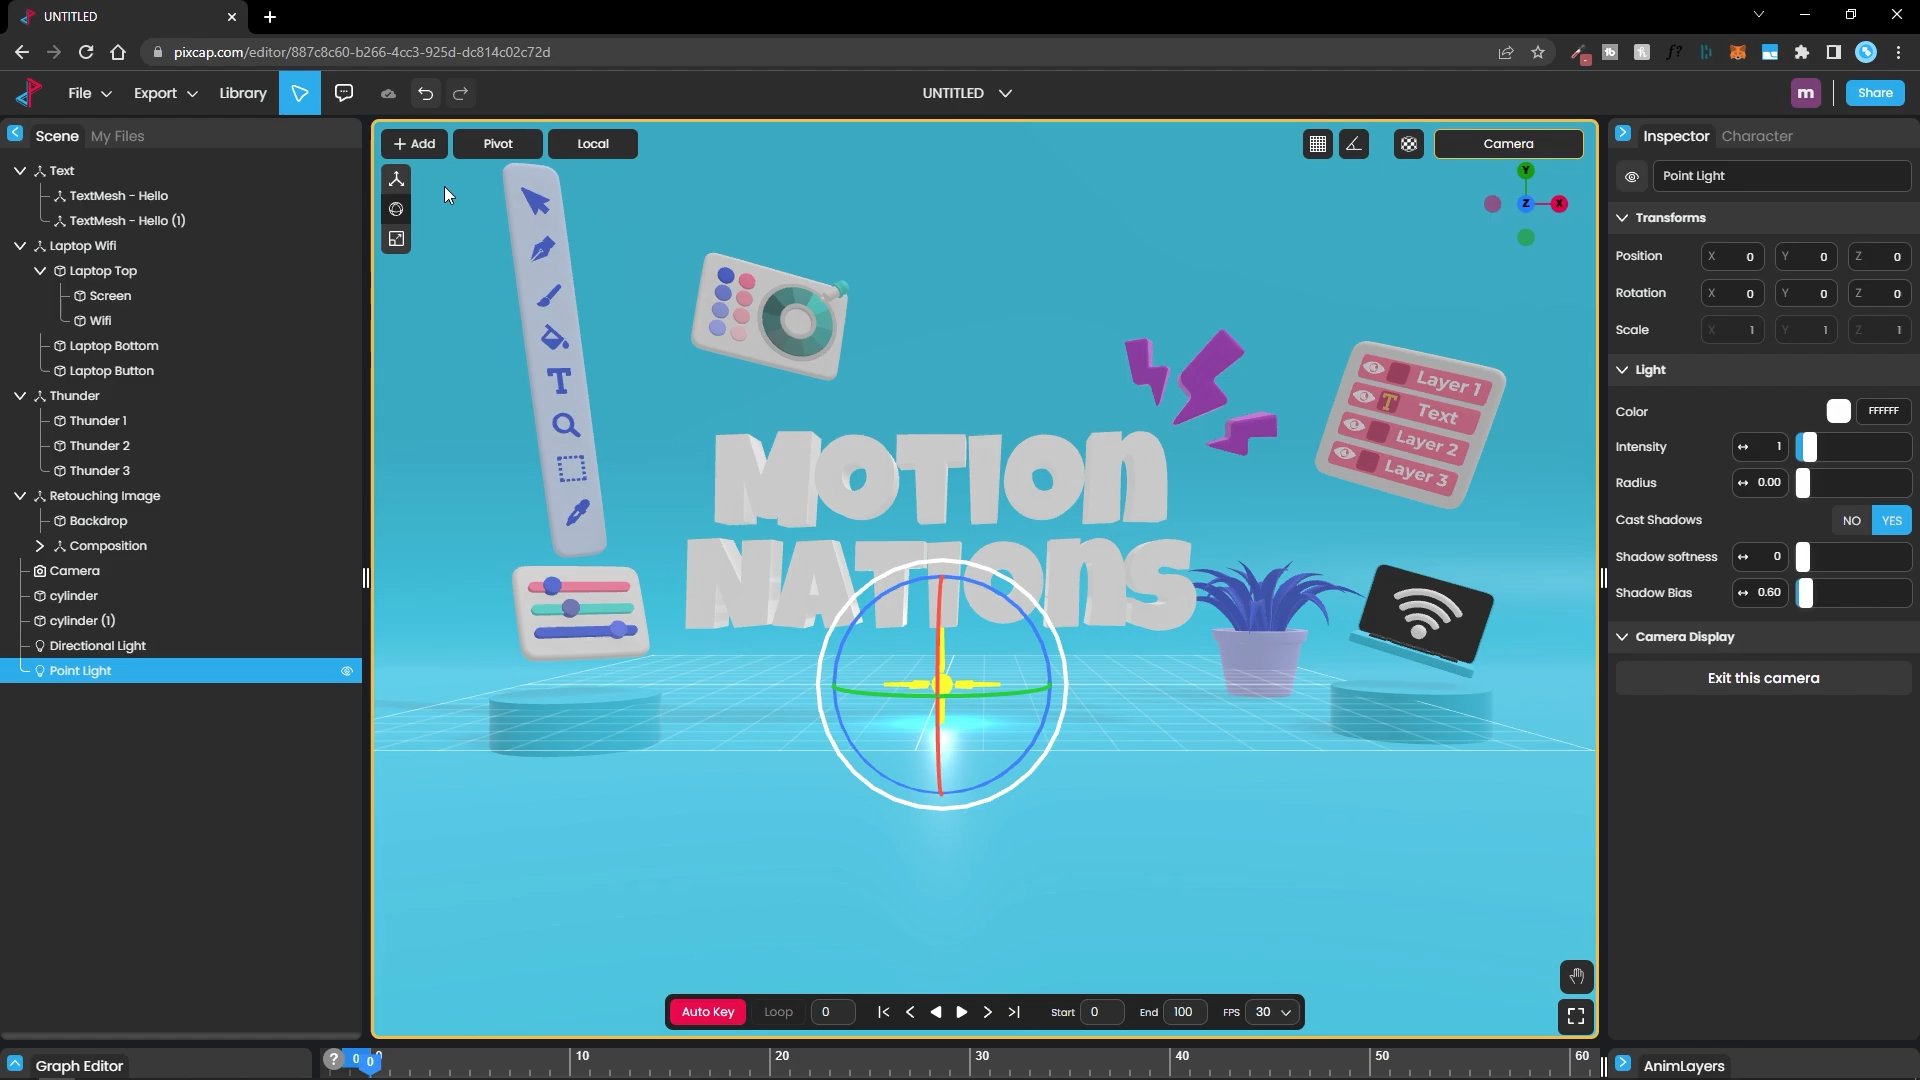 UNTITLED
pixcap.com/editor/887c8c60-b266-4cc3-925d-dc814c02c72d
File Export Library UNTITLED m Share
Scene My Files
Text
TextMesh - Hello
TextMesh - Hello (1)
Laptop Wifi
Laptop Top
Screen
Wifi
Laptop Bottom
Laptop Button
Thunder
Thunder 1
Thunder 2
Thunder 3
Retouching Image
Backdrop
Composition
Camera
cylinder
cylinder (1)
Directional Light
Point Light
+ Add Pivot Local Camera
Y
Z X
T
Layer 1
T Text
Layer 2
Layer 3
MOTION
NATIONS
Auto Key Loop 0 Start 0 End 100 FPS 30
Inspector Character
Point Light
Transforms
Position X 0 Y 0 Z 0
Rotation X 0 Y 0 Z 0
Scale X 1 Y 1 Z 1
Light
Color FFFFFF
Intensity 1
Radius 0.00
Cast Shadows NO YES
Shadow softness 0
Shadow Bias 0.60
Camera Display
Exit this camera
Graph Editor ? 0 0 10 20 30 40 50 60 AnimLayers